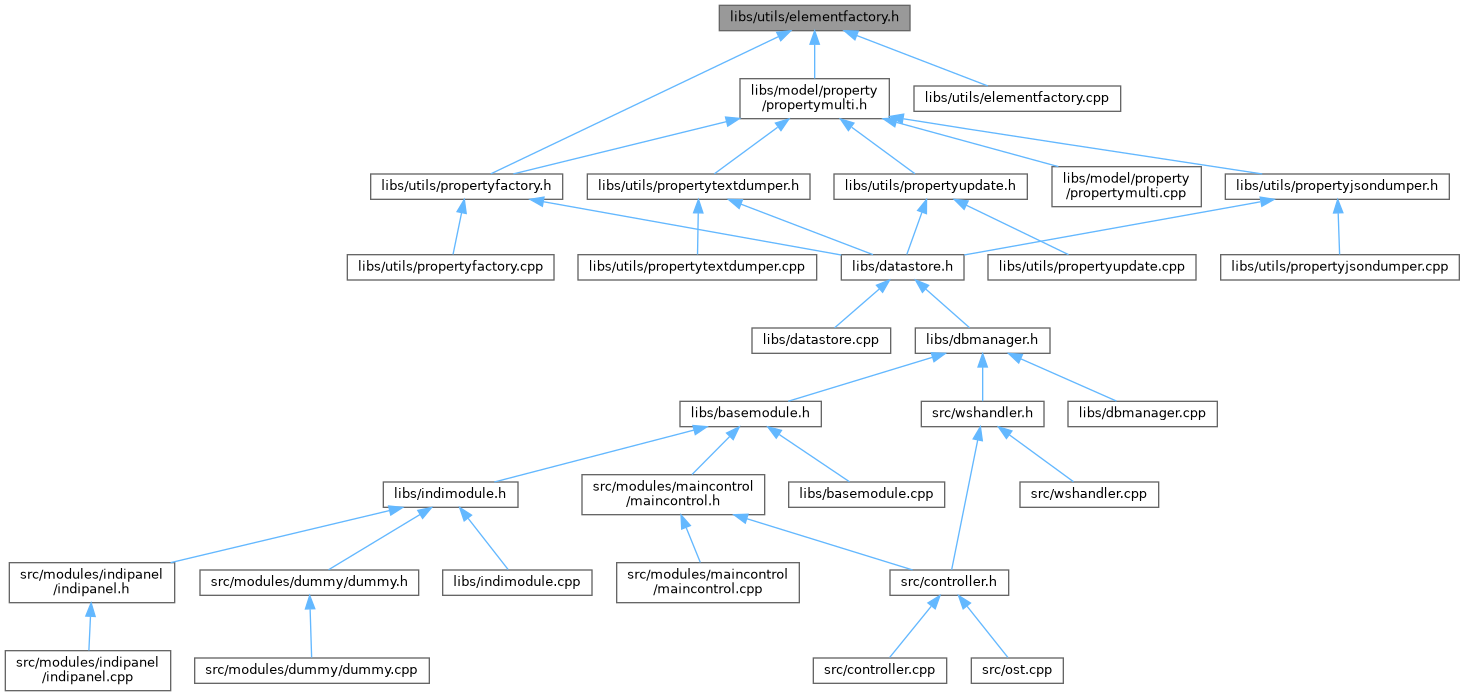 libs/utils/elementfactory.h
libs/model/property
/propertymulti.h
libs/utils/elementfactory.cpp
libs/utils/propertyfactory.h
libs/utils/propertytextdumper.h
libs/utils/propertyupdate.h
libs/model/property
/propertymulti.cpp
libs/utils/propertyjsondumper.h
libs/utils/propertyfactory.cpp
libs/utils/propertytextdumper.cpp
libs/datastore.h
libs/utils/propertyupdate.cpp
libs/utils/propertyjsondumper.cpp
libs/datastore.cpp
libs/dbmanager.h
libs/basemodule.h
src/wshandler.h
libs/dbmanager.cpp
libs/indimodule.h
src/modules/maincontrol
/maincontrol.h
libs/basemodule.cpp
src/wshandler.cpp
src/modules/indipanel
/indipanel.h
src/modules/dummy/dummy.h
libs/indimodule.cpp
src/modules/maincontrol
/maincontrol.cpp
src/controller.h
src/modules/indipanel
/indipanel.cpp
src/modules/dummy/dummy.cpp
src/controller.cpp
src/ost.cpp